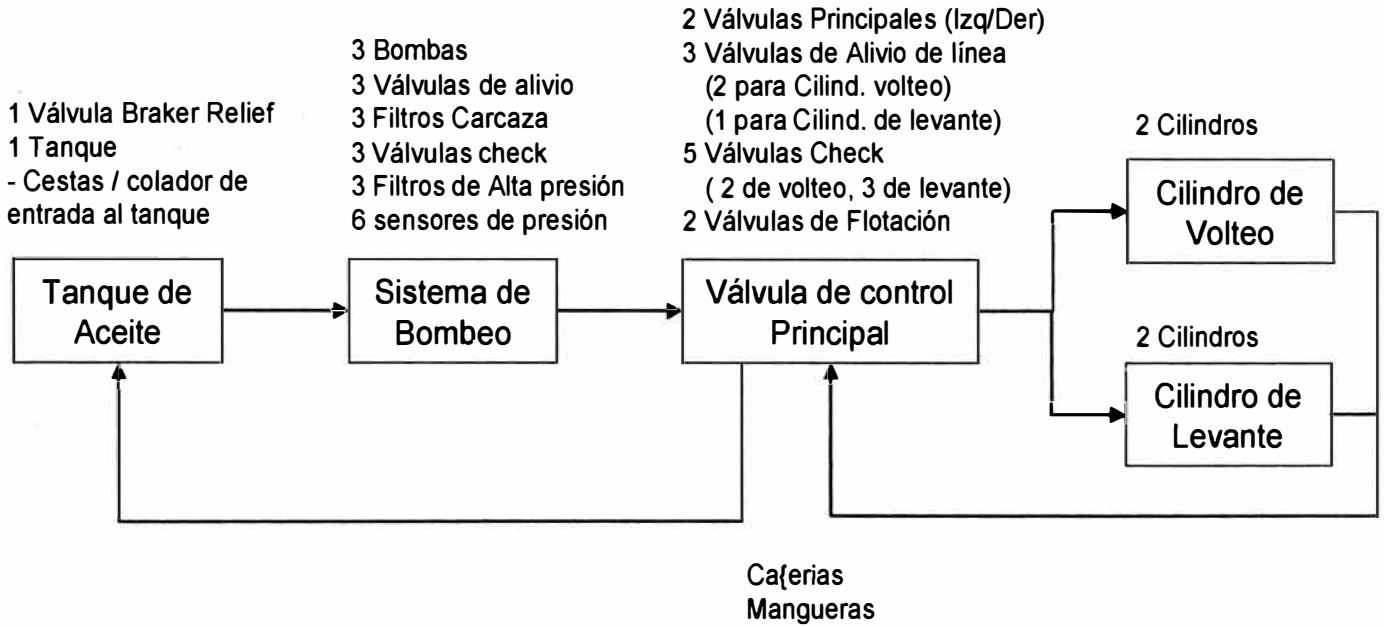 1 Válvula Braker Relief
1 Tanque
- Cestas / colador de
entrada al tanque
3 Bombas
3 Válvulas de alivio
3 Filtros Carcaza
3 Válvulas check
3 Filtros de Alta presión
6 sensores de presión
2 Válvulas Principales (Izq/Der)
3 Válvulas de Alivio de línea
(2 para Cilind. volteo)
(1 para Cilind. de levante)
5 Válvulas Check
( 2 de volteo, 3 de levante)
2 Válvulas de Flotación
2 Cilindros
Cilindro de
Volteo
Tanque de
Aceite
Sistema de
Bombeo
Válvula de control
Principal
2 Cilindros
Cilindro de
Levante
Ca{erias
Mangueras